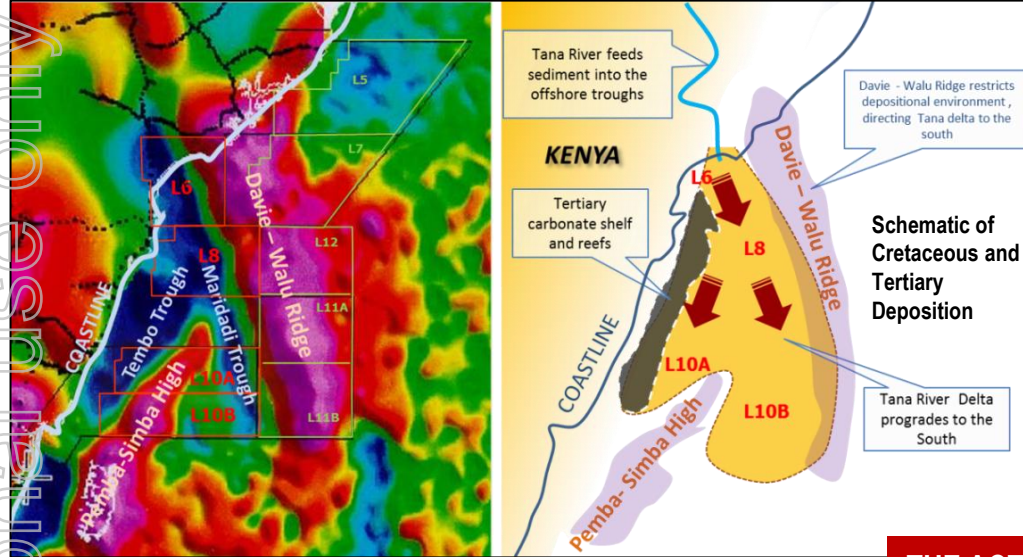 L5
L7
L6
Davie – Walu Ridge
L12
L8
Maridadi Trough
COASTLINE
Tembo Trough
L11A
L10A
L10B
L11B
Pemba-Simba High
Tana River feeds
sediment into the
offshore troughs
Davie - Walu Ridge restricts
depositional environment ,
directing Tana delta to the
south
KENYA
L6
Tertiary
carbonate shelf
and reefs
L8
Davie – Walu Ridge
Schematic of
Cretaceous and
Tertiary
Deposition
COASTLINE
L10A
L10B
Pemba- Simba High
Tana River Delta
progrades to the
South
use only